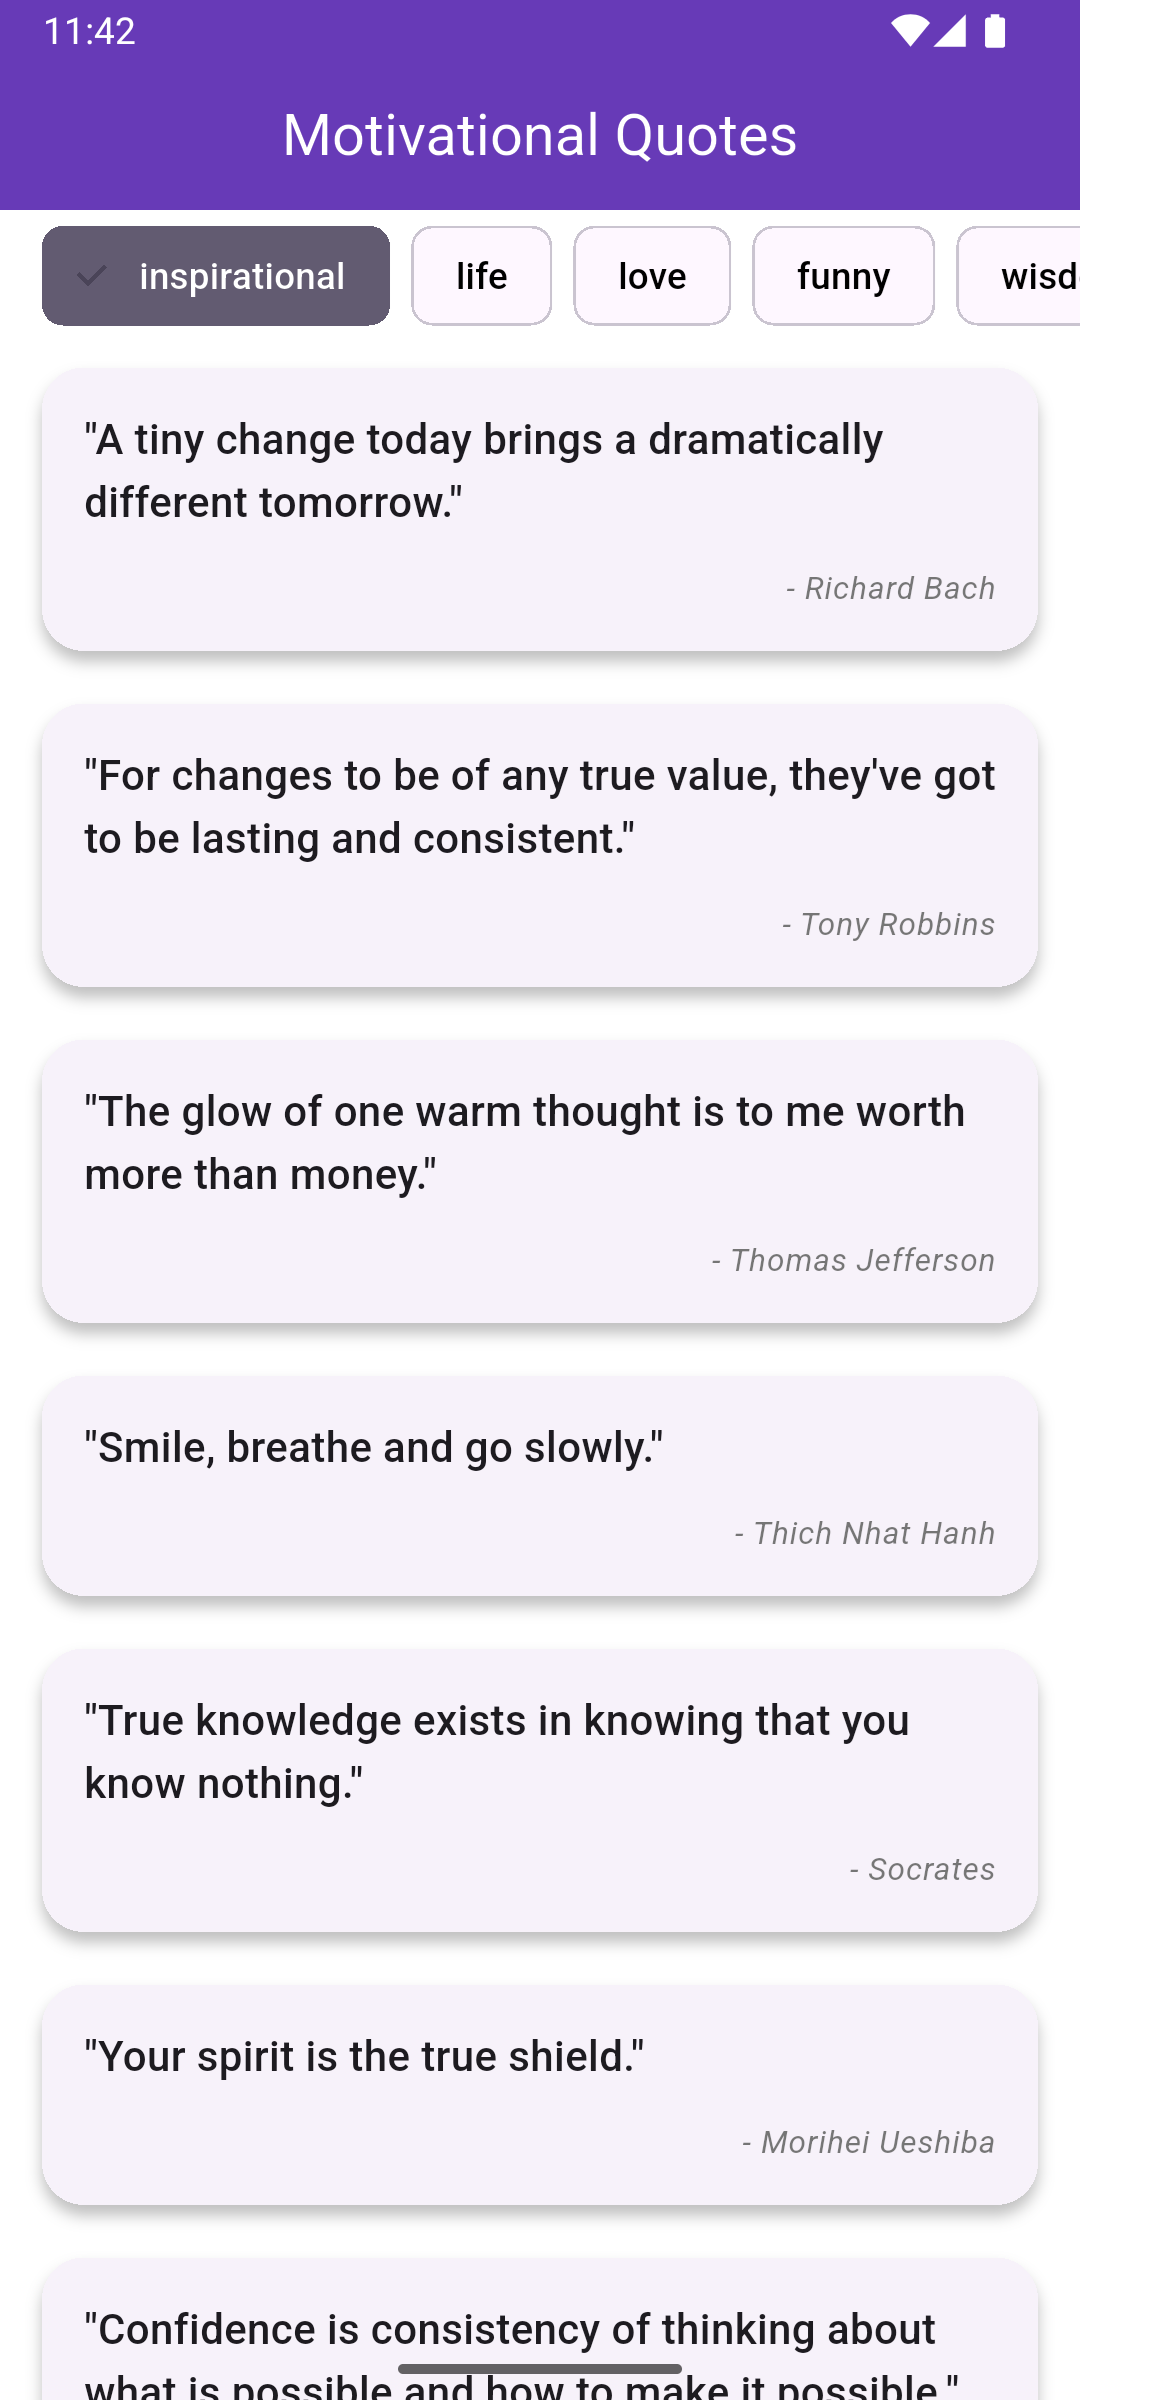 11:42
Motivational Quotes
inspirational life love funny wisd
"A tiny change today brings a dramatically
different tomorrow."
- Richard Bach
"For changes to be of any true value, they've got
to be lasting and consistent."
- Tony Robbins
"The glow of one warm thought is to me worth
more than money."
- Thomas Jefferson
"Smile, breathe and go slowly."
- Thich Nhat Hanh
"True knowledge exists in knowing that you
know nothing."
- Socrates
"Your spirit is the true shield."
- Morihei Ueshiba
"Confidence is consistency of thinking about
what is possible and how to make it possible."